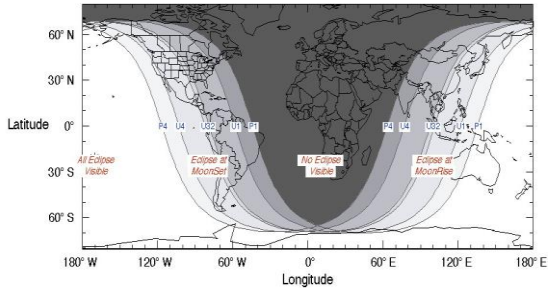 60° N
30° N
Latitude 0°
30° S
60° S
P4 U4 U32 U1 P1 P4 U4 U32 U1 P1
All Eclipse Visible
Eclipse at MoonSet
No Eclipse Visible
Eclipse at MoonRise
180° W 120° W 60° W 0° 60° E 120° E 180° E
Longitude